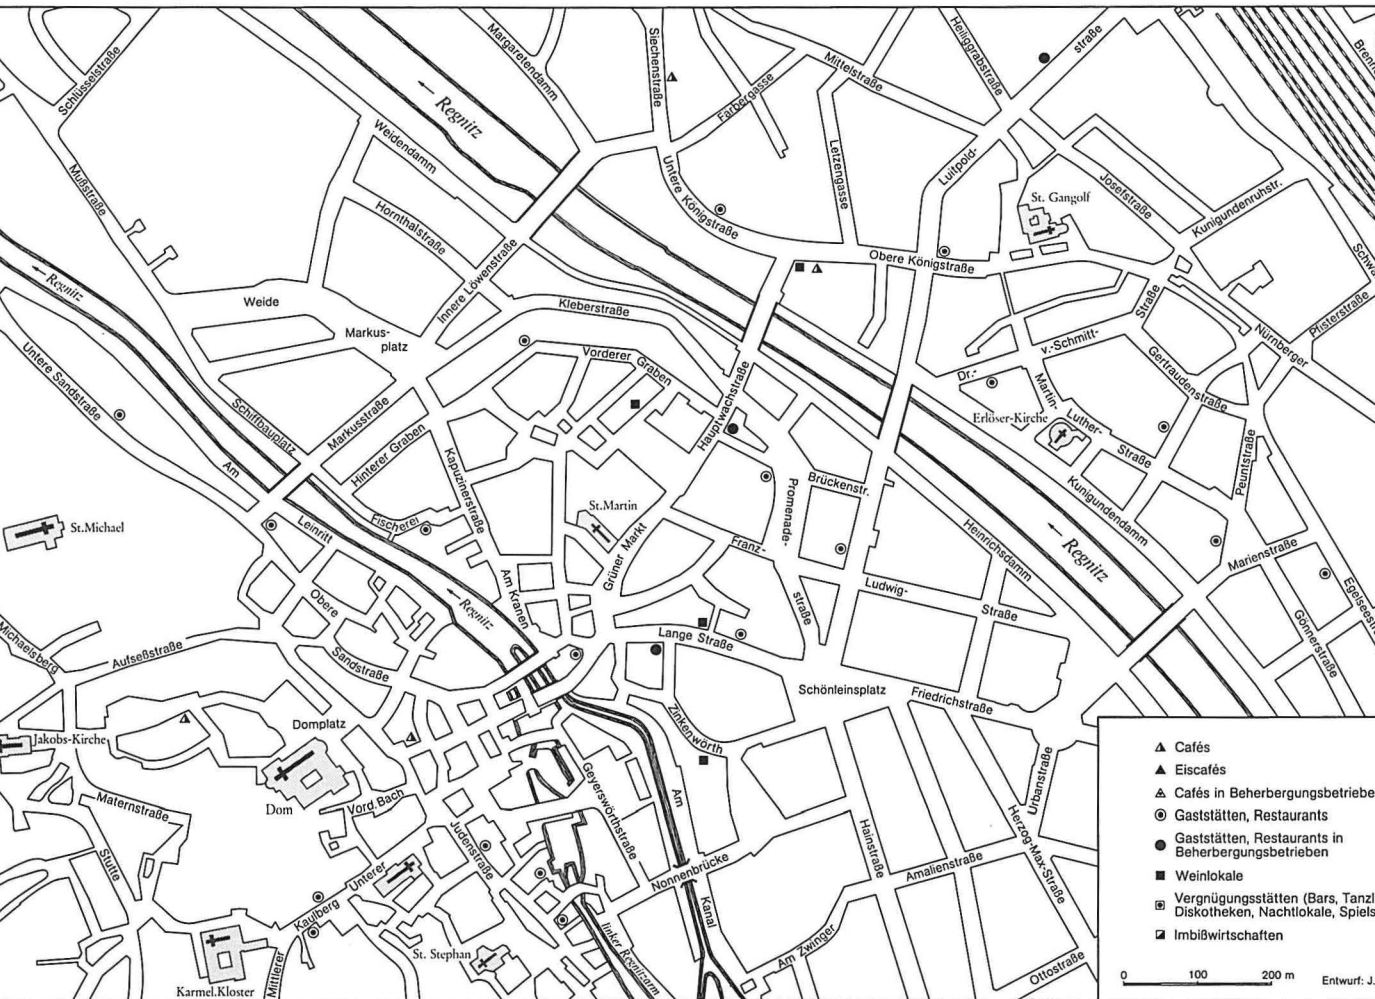 Schlüsselstraße
Margaretendamm
Siechenstraße
Färbergasse
Mittelstraße
Heiliggrabstraße
straße
← Regnitz
Weidendamm
Mußstraße
Hornthalstraße
Untere Königstraße
Letzengasse
Luitpold-
St. Gangolf
Josefstraße
Kunigundenruhstr.
Obere Königstraße
← Regnitz
Weide
Innere Löwenstraße
Markus-
platz
Kleberstraße
Vorderer Graben
Hauptwachstraße
Straße
v.-Schmitt-
Dr.-
Nürnberger
Pfisterstraße
Gertraudenstraße
Martin-
Luther-
Straße
Erlöser-Kirche
Untere Sandstraße
Schiffbauplatz
Am
Markusstraße
Hinterer Graben
Kapuzinerstraße
Brückenstr.
Promenade-
straße
Peuntstraße
Kunigundendamm
St.Michael
Leinritt
Fischerei
St.Martin
Grüner Markt
Franz-
Ludwig-
Straße
Heinrichsdamm
← Regnitz
Marienstraße
Gönnerstraße
Michaelsberg
Aufseßstraße
Obere
Sandstraße
← Regnitz
Am Kranen
Lange Straße
Schönleinsplatz
Friedrichstraße
Jakobs-Kirche
Domplatz
Dom
Vord.Bach
Zinkenwörth
Geyerswörthstraße
Am
Kanal
Urbanstraße
Maternstraße
Stutte
Judenstraße
Unterer
Kaulberg
Nonnenbrücke
Hainstraße
Amalienstraße
Herzog-Max-Straße
linker Regnitzarm
St. Stephan
Mittlerer
Karmel.Kloster
Am Zwinger
Ottostraße
Cafés
Eiscafés
Cafés in Beherbergungsbetriebe
Gaststätten, Restaurants
Gaststätten, Restaurants in
Beherbergungsbetrieben
Weinlokale
Vergnügungsstätten (Bars, Tanzl
Diskotheken, Nachtlokale, Spiels
Imbißwirtschaften
0 100 200 m
Entwurf: J.